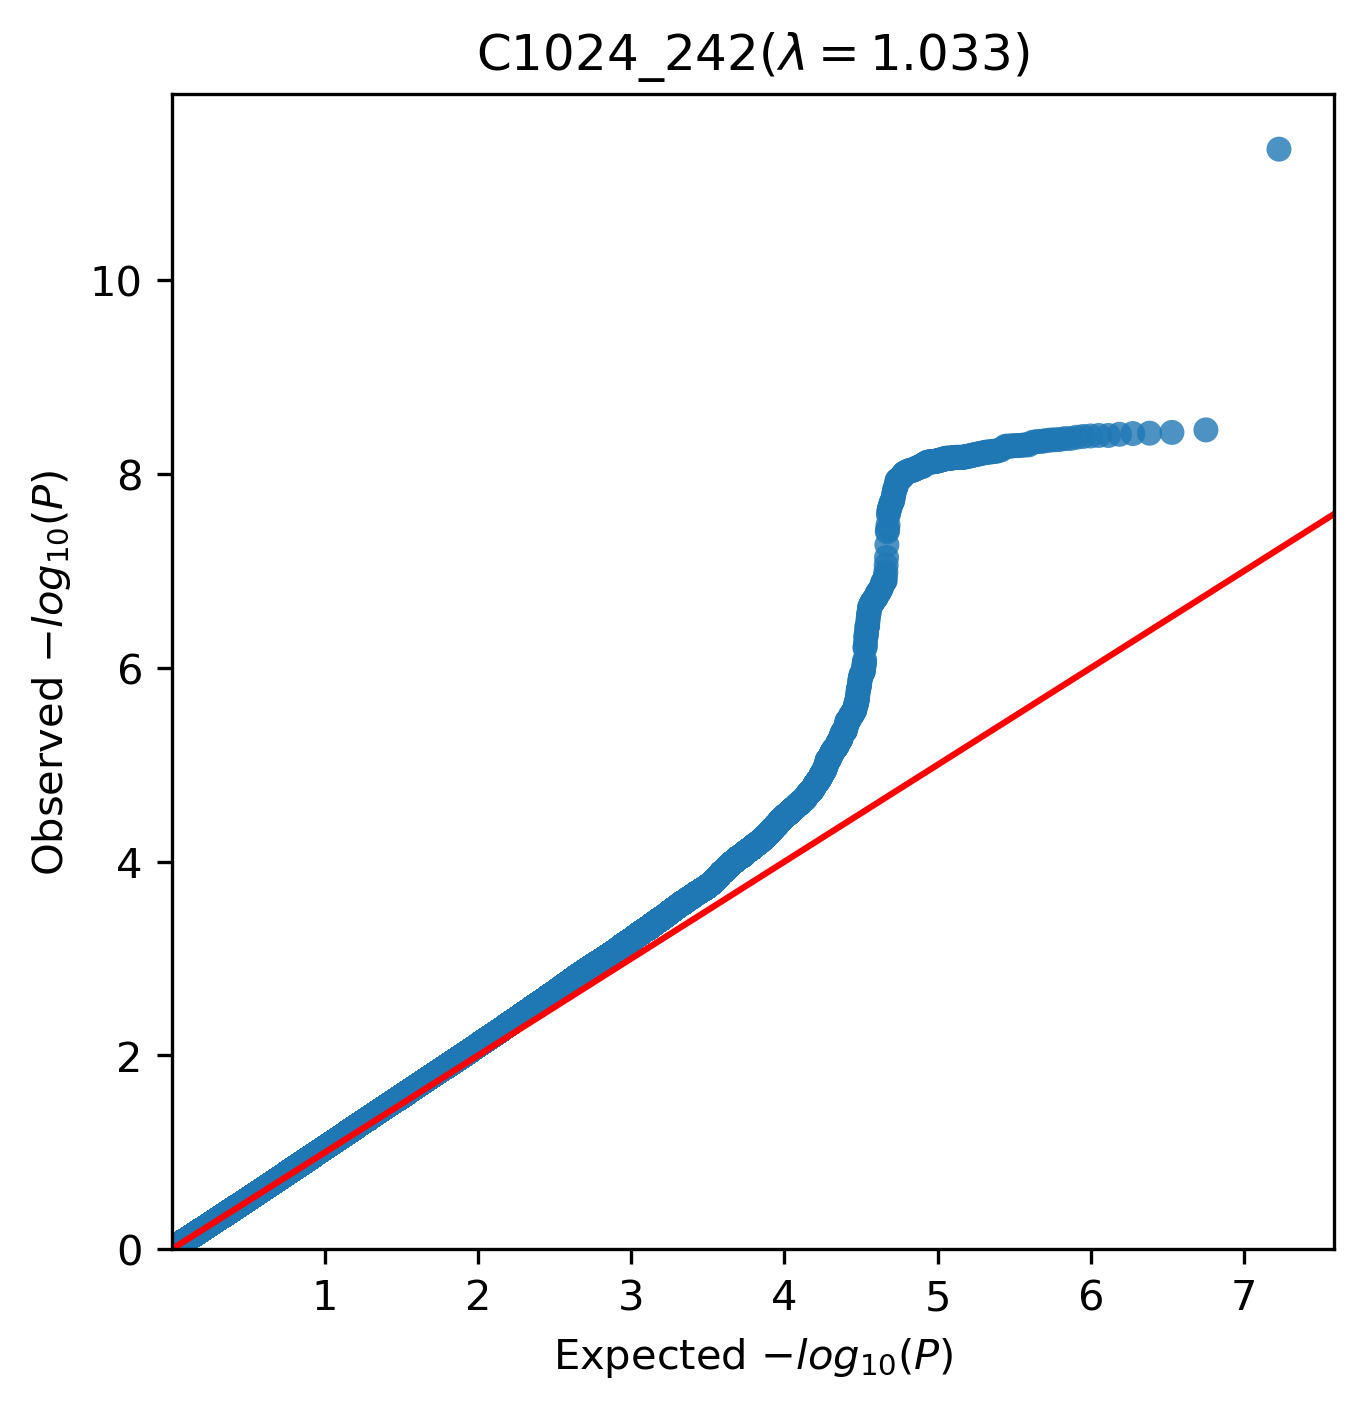 C1024_242(λ = 1.033)
Observed −log₁₀(P)
10
8
6
4
2
0
1 2 3 4 5 6 7
Expected −log₁₀(P)